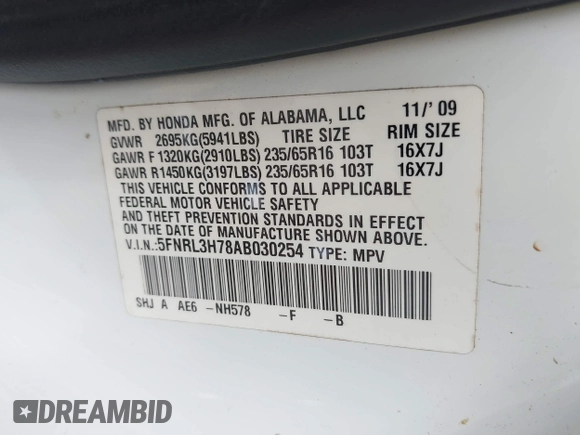 MFD. BY HONDA MFG. OF ALABAMA, LLC 11/' 09
GVWR 2695KG(5941LBS) TIRE SIZE RIM SIZE
GAWR F 1320KG(2910LBS) 235/65R16 103T 16X7J
GAWR R1450KG(3197LBS) 235/65R16 103T 16X7J
THIS VEHICLE CONFORMS TO ALL APPLICABLE
FEDERAL MOTOR VEHICLE SAFETY
AND THEFT PREVENTION STANDARDS IN EFFECT
ON THE DATE OF MANUFACTURE SHOWN ABOVE.
V.I.N.:5FNRL3H78AB030254 TYPE: MPV
SHJ A AE6 -NH578 -F -B
DREAMBID